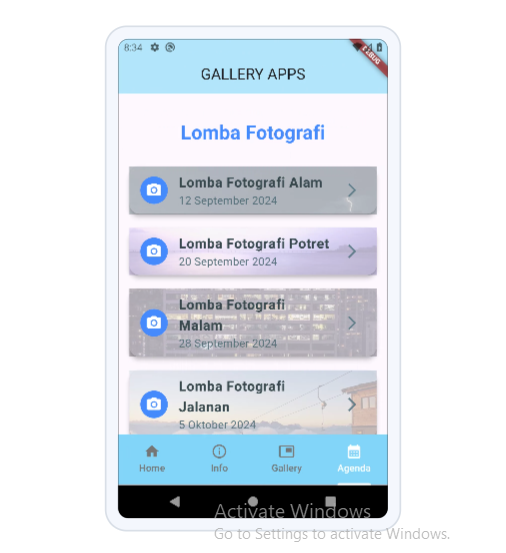 8:34
DEBUG
GALLERY APPS
Lomba Fotografi
Lomba Fotografi Alam
12 September 2024
Lomba Fotografi Potret
20 September 2024
Lomba Fotografi
Malam
28 September 2024
Lomba Fotografi
Jalanan
5 Oktober 2024
Home
Info
Gallery
Agenda
Activate Windows
Go to Settings to activate Windows.